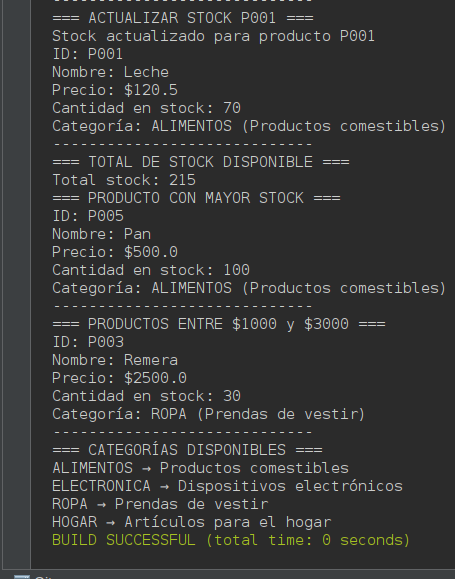 -----------------------------
=== ACTUALIZAR STOCK P001 ===
Stock actualizado para producto P001
ID: P001
Nombre: Leche
Precio: $120.5
Cantidad en stock: 70
Categoría: ALIMENTOS (Productos comestibles)
-----------------------------
=== TOTAL DE STOCK DISPONIBLE ===
Total stock: 215
=== PRODUCTO CON MAYOR STOCK ===
ID: P005
Nombre: Pan
Precio: $500.0
Cantidad en stock: 100
Categoría: ALIMENTOS (Productos comestibles)
-----------------------------
=== PRODUCTOS ENTRE $1000 y $3000 ===
ID: P003
Nombre: Remera
Precio: $2500.0
Cantidad en stock: 30
Categoría: ROPA (Prendas de vestir)
-----------------------------
=== CATEGORÍAS DISPONIBLES ===
ALIMENTOS → Productos comestibles
ELECTRONICA → Dispositivos electrónicos
ROPA → Prendas de vestir
HOGAR → Artículos para el hogar
BUILD SUCCESSFUL (total time: 0 seconds)